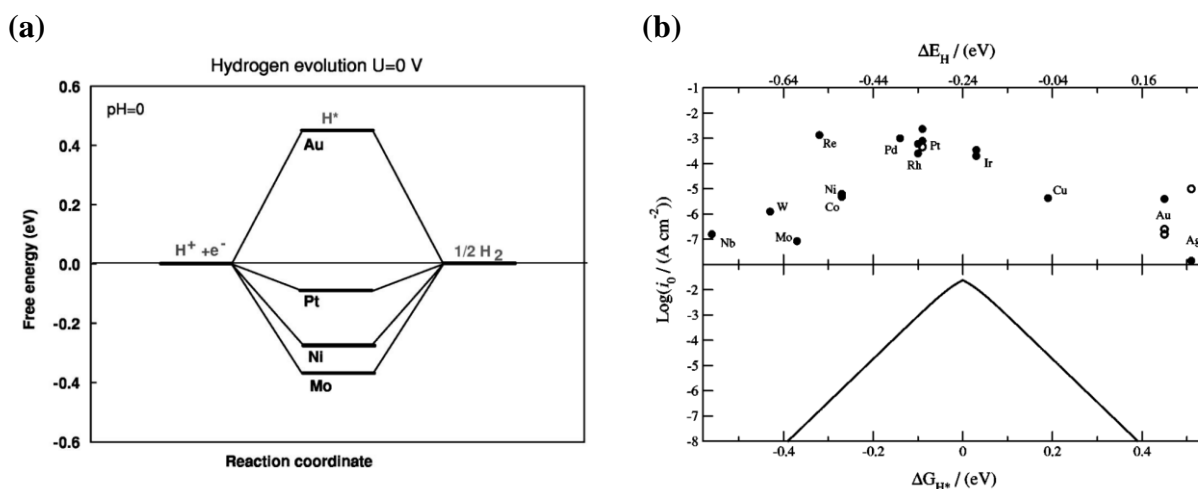 (a)
Hydrogen evolution U=0 V
pH=0
Free energy (eV)
0.6
0.4
0.2
0.0
-0.2
-0.4
-0.6
H*
Au
H+ +e-
1/2 H2
Pt
Ni
Mo
Reaction coordinate
(b)
ΔE_H / (eV)
-0.64 -0.44 -0.24 -0.04 0.16
Log(i₀ / (A cm⁻²))
-1
-2
-3
-4
-5
-6
-7
Re
Pd
Pt
Rh
Ir
Ni
Co
Cu
W
Au
Nb
Mo
Ag
-2
-3
-4
-5
-6
-7
-8
-0.4 -0.2 0 0.2 0.4
ΔG_H* / (eV)